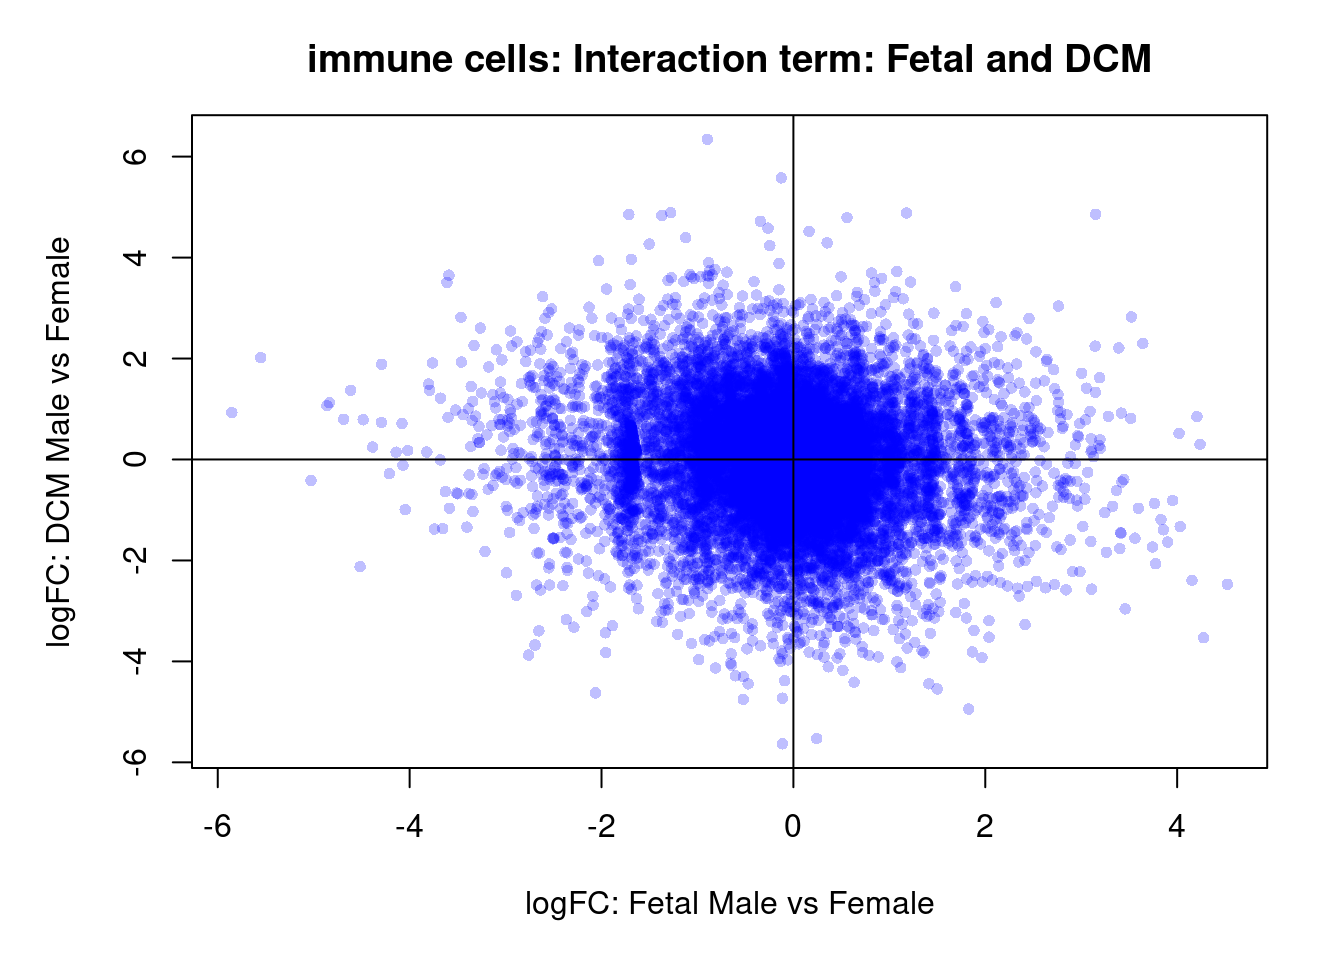 immune cells: Interaction term: Fetal and DCM
logFC: DCM Male vs Female
6
4
2
0
-2
-4
-6
-6 -4 -2 0 2 4
logFC: Fetal Male vs Female